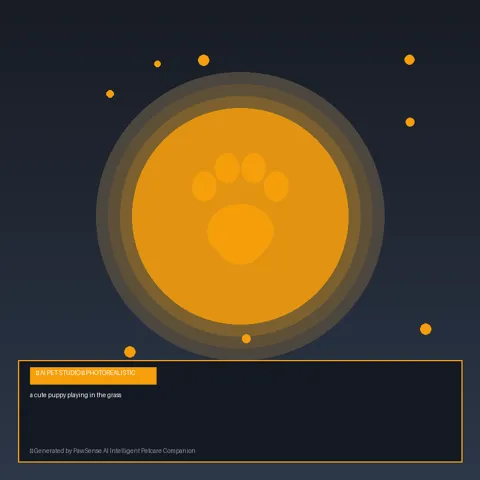 AI PET STUDIO PHOTOREALISTIC
a cute puppy playing in the grass
Generated by PawSense AI Intelligent Petcare Companion